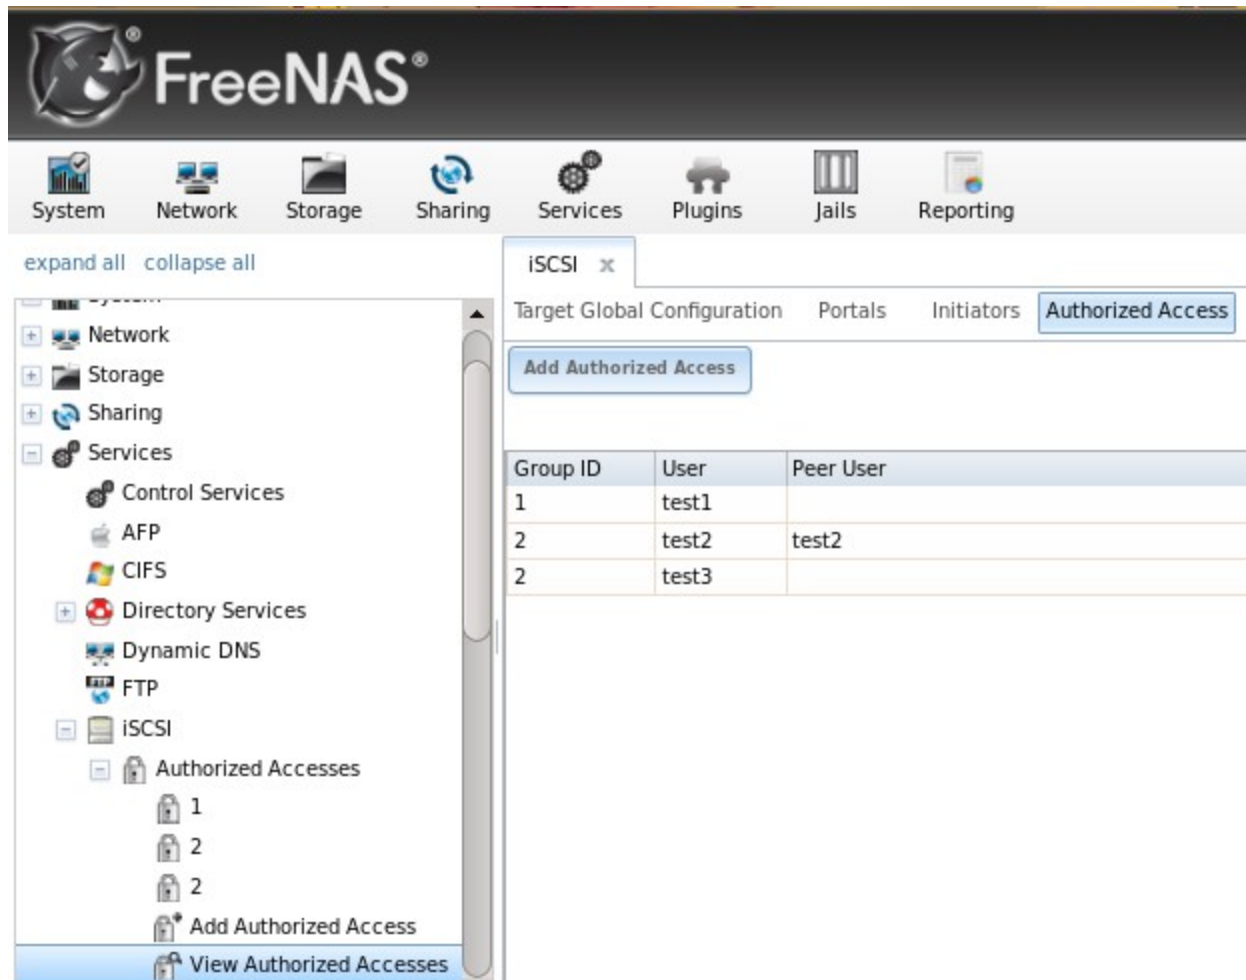 FreeNAS®
System Network Storage Sharing Services Plugins Jails Reporting
expand all collapse all
Network
Storage
Sharing
Services
Control Services
AFP
CIFS
Directory Services
Dynamic DNS
FTP
iSCSI
Authorized Accesses
1
2
2
Add Authorized Access
View Authorized Accesses
iSCSI
Target Global Configuration Portals Initiators Authorized Access
Add Authorized Access
Group ID User Peer User
1 test1
2 test2 test2
2 test3